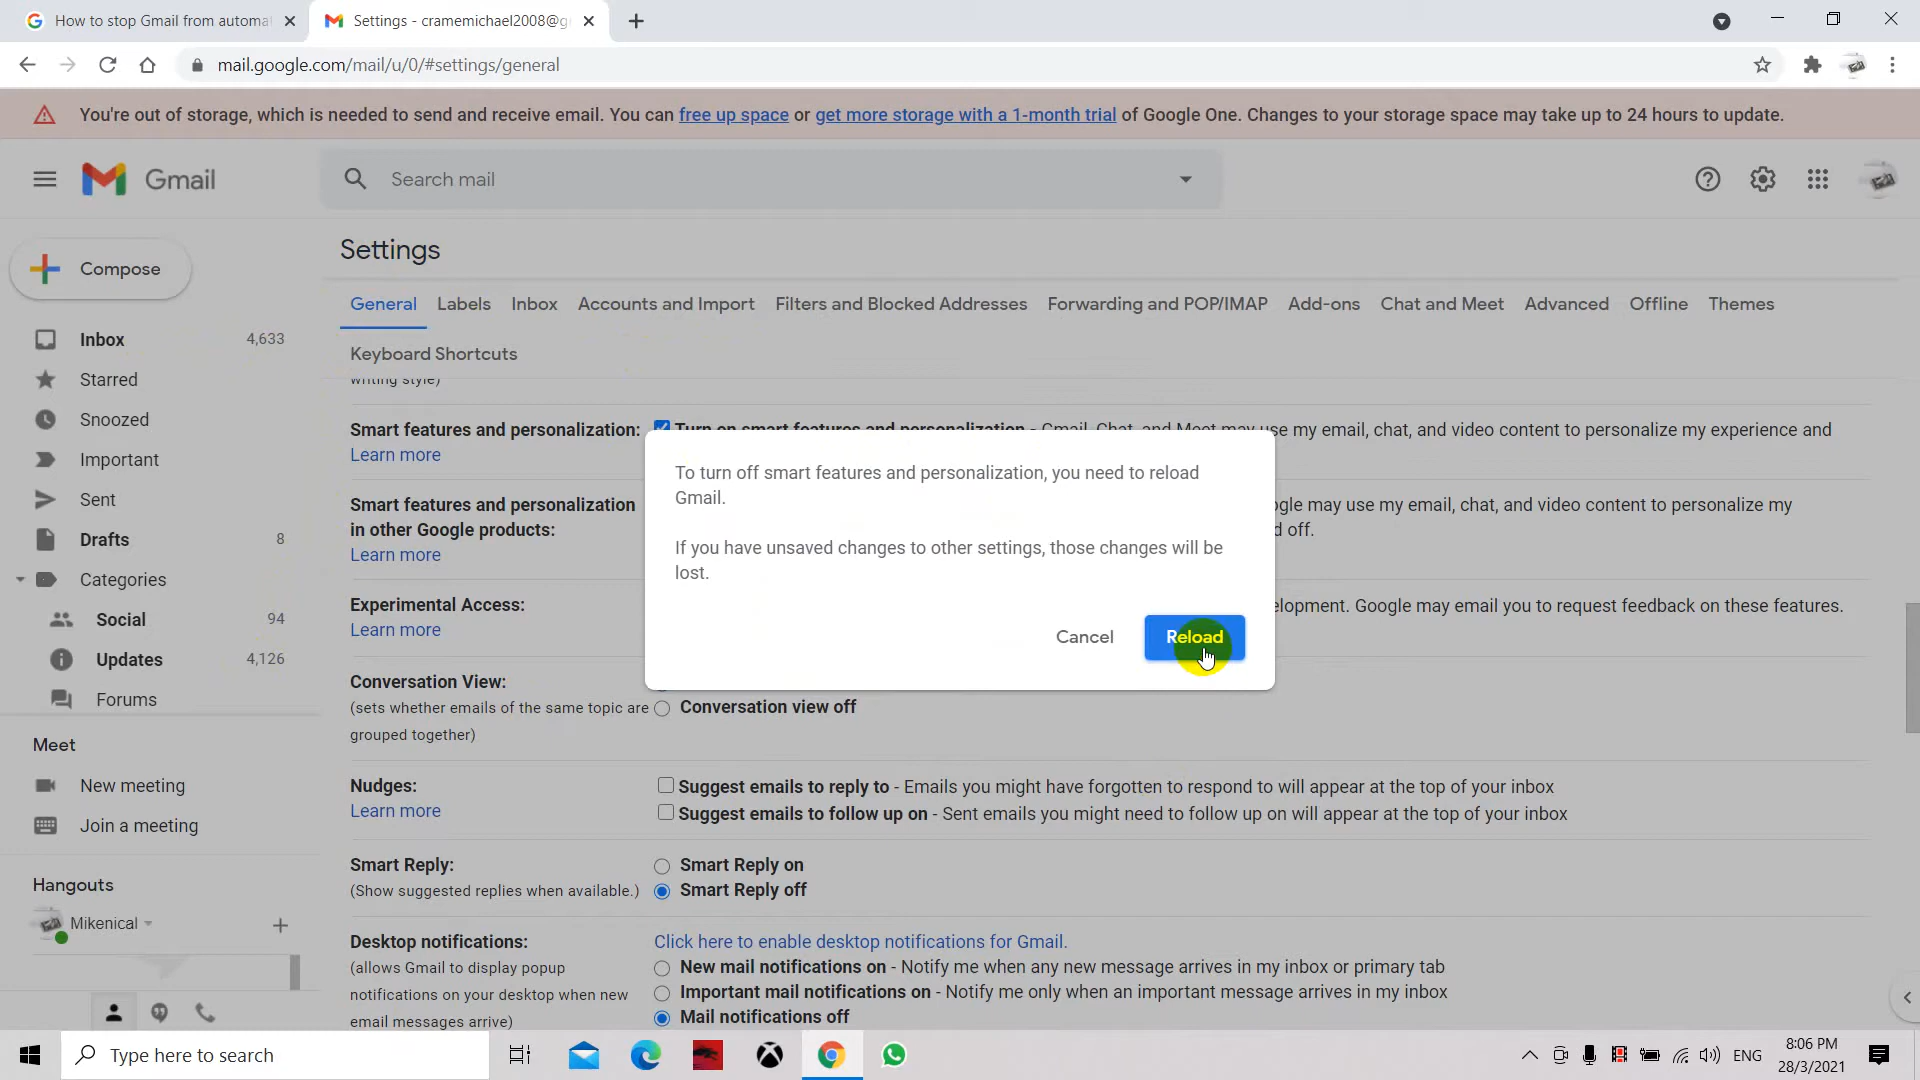 How to stop Gmail from automa
Settings - cramemichael2008@g
mail.google.com/mail/u/0/#settings/general
You're out of storage, which is needed to send and receive email. You can free up space or get more storage with a 1-month trial of Google One. Changes to your storage space may take up to 24 hours to update.
Gmail
Search mail
Compose
Inbox 4,633
Starred
Snoozed
Important
Sent
Drafts 8
Categories
Social 94
Updates 4,126
Forums
Meet
New meeting
Join a meeting
Hangouts
Mikenical
Settings
General Labels Inbox Accounts and Import Filters and Blocked Addresses Forwarding and POP/IMAP Add-ons Chat and Meet Advanced Offline Themes
Keyboard Shortcuts
writing style)
Smart features and personalization: Turn on smart features and personalization - Gmail, Chat, and Meet may use my email, chat, and video content to personalize my experience and
Learn more
Smart features and personalization ogle may use my email, chat, and video content to personalize my
in other Google products: d off.
Learn more
Experimental Access: elopment. Google may email you to request feedback on these features.
Learn more
To turn off smart features and personalization, you need to reload
Gmail.
If you have unsaved changes to other settings, those changes will be
lost.
Cancel Reload
Conversation View:
(sets whether emails of the same topic are Conversation view off
grouped together)
Nudges: Suggest emails to reply to - Emails you might have forgotten to respond to will appear at the top of your inbox
Learn more Suggest emails to follow up on - Sent emails you might need to follow up on will appear at the top of your inbox
Smart Reply: Smart Reply on
(Show suggested replies when available.) Smart Reply off
Desktop notifications: Click here to enable desktop notifications for Gmail.
(allows Gmail to display popup New mail notifications on - Notify me when any new message arrives in my inbox or primary tab
notifications on your desktop when new Important mail notifications on - Notify me only when an important message arrives in my inbox
email messages arrive) Mail notifications off
Type here to search
ENG
8:06 PM
28/3/2021